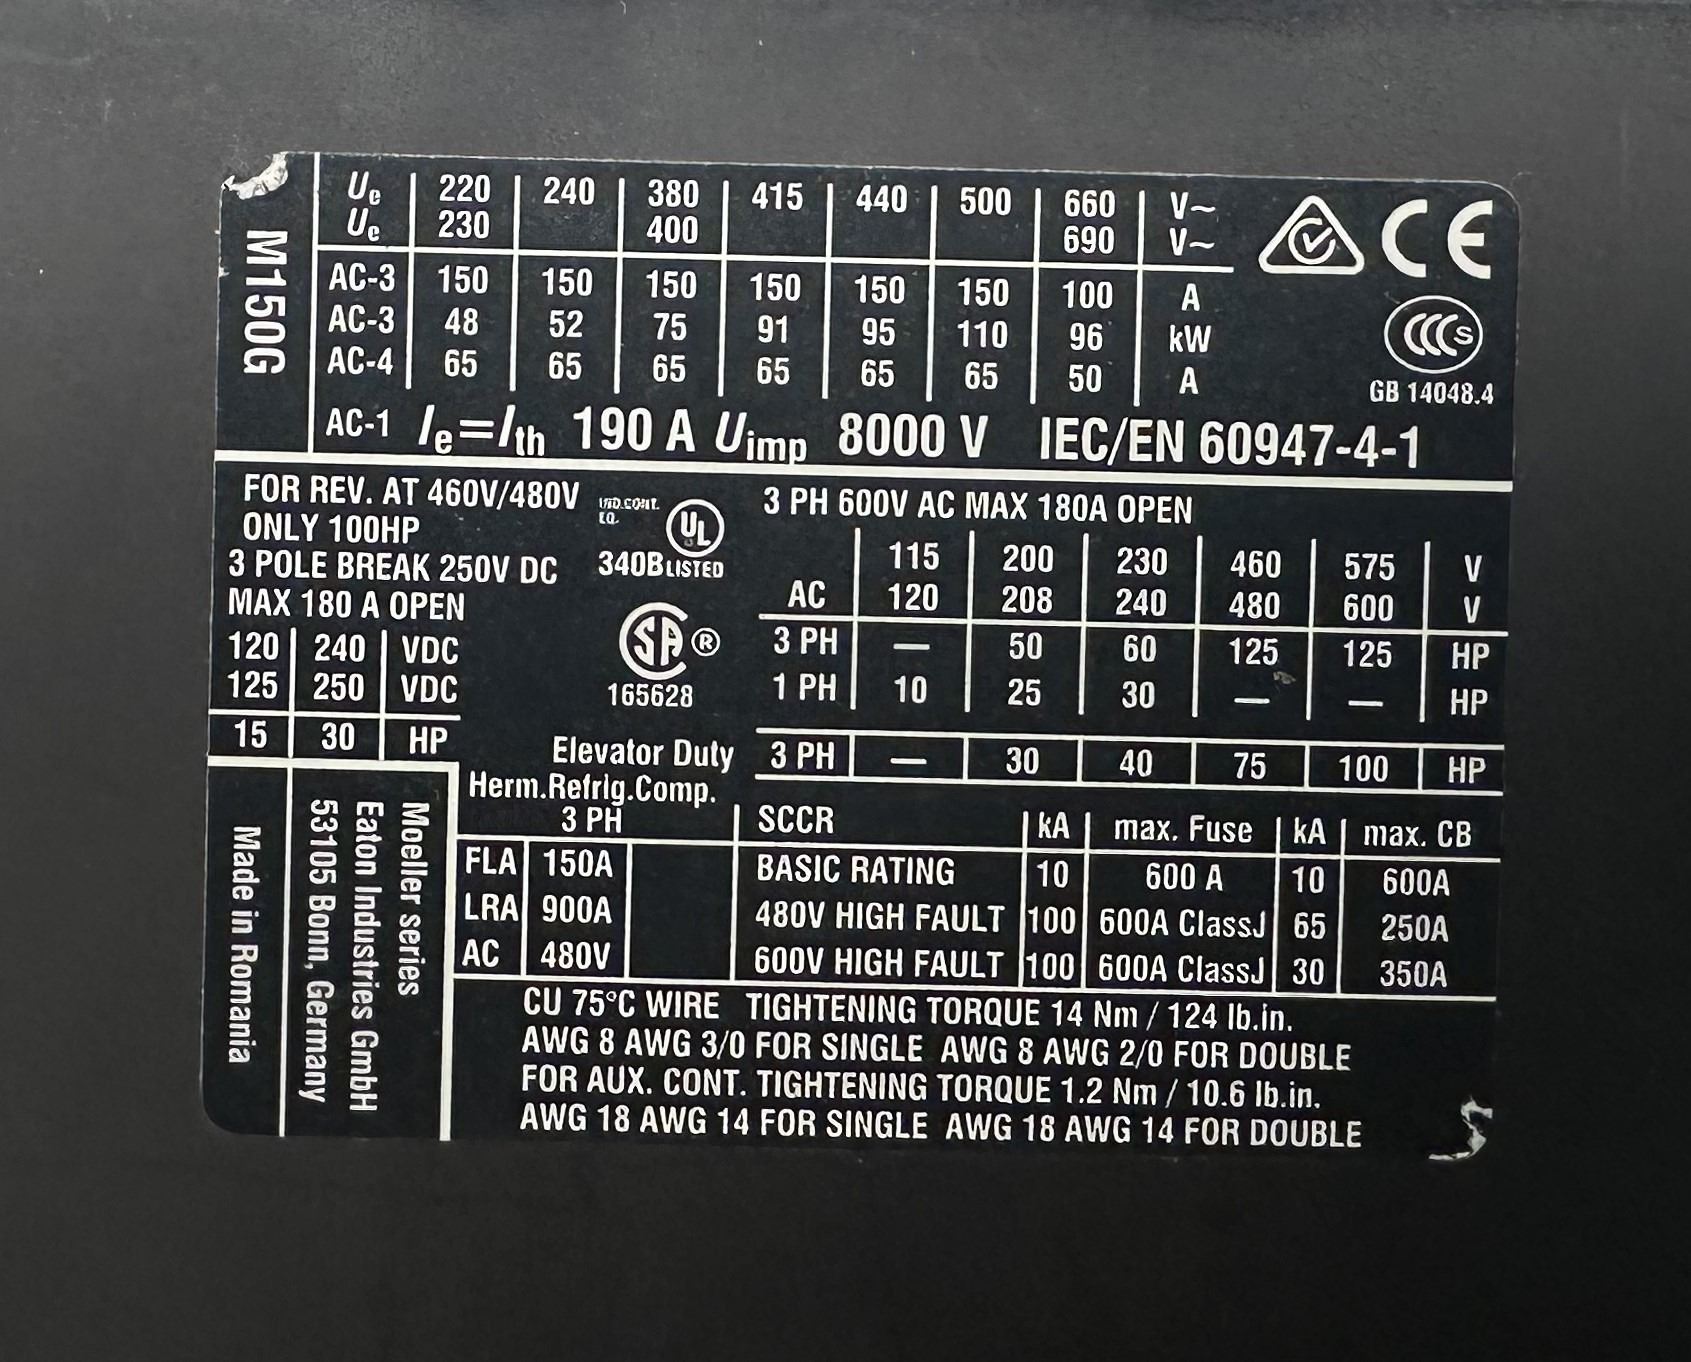 M150G
Ue 220 240 380 415 440 500 660 V~
Ue 230 400 690 V~
AC-3 150 150 150 150 150 150 100 A
AC-3 48 52 75 91 95 110 96 kW
AC-4 65 65 65 65 65 65 50 A
AC-1 Ie=Ith 190 A Uimp 8000 V IEC/EN 60947-4-1
CE
CCC S
GB 14048.4
FOR REV. AT 460V/480V
ONLY 100HP
3 POLE BREAK 250V DC
MAX 180 A OPEN
120 240 VDC
125 250 VDC
15 30 HP
IND.CONT.
EQ.
UL
340B LISTED
SA ®
165628
3 PH 600V AC MAX 180A OPEN
115 200 230 460 575 V
AC 120 208 240 480 600 V
3 PH — 50 60 125 125 HP
1 PH 10 25 30 — — HP
Elevator Duty 3 PH — 30 40 75 100 HP
Herm.Refrig.Comp.
3 PH
FLA 150A
LRA 900A
AC 480V
SCCR kA max. Fuse kA max. CB
BASIC RATING 10 600 A 10 600A
480V HIGH FAULT 100 600A ClassJ 65 250A
600V HIGH FAULT 100 600A ClassJ 30 350A
CU 75°C WIRE TIGHTENING TORQUE 14 Nm / 124 lb.in.
AWG 8 AWG 3/0 FOR SINGLE AWG 8 AWG 2/0 FOR DOUBLE
FOR AUX. CONT. TIGHTENING TORQUE 1.2 Nm / 10.6 lb.in.
AWG 18 AWG 14 FOR SINGLE AWG 18 AWG 14 FOR DOUBLE
Moeller series
Eaton Industries GmbH
53105 Bonn, Germany
Made in Romania